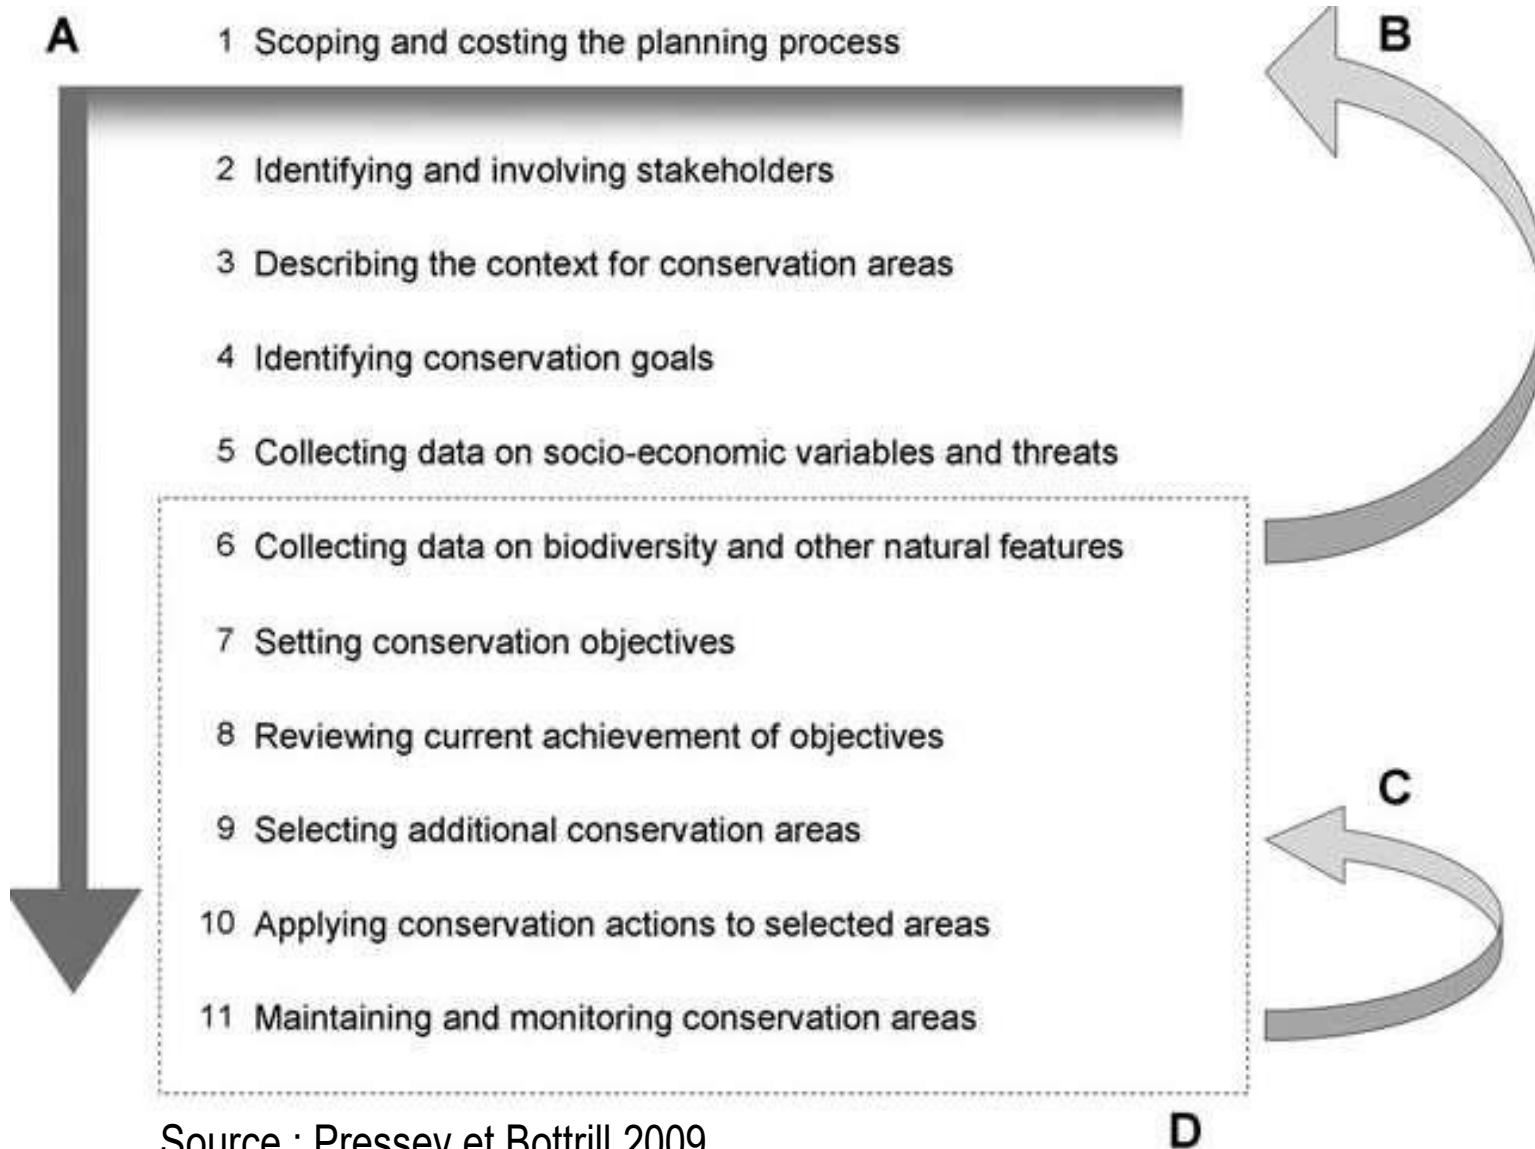 A
1 Scoping and costing the planning process
B
2 Identifying and involving stakeholders
3 Describing the context for conservation areas
4 Identifying conservation goals
5 Collecting data on socio-economic variables and threats
6 Collecting data on biodiversity and other natural features
7 Setting conservation objectives
8 Reviewing current achievement of objectives
C
9 Selecting additional conservation areas
10 Applying conservation actions to selected areas
11 Maintaining and monitoring conservation areas
Source : Pressey et Bottrill 2009
D